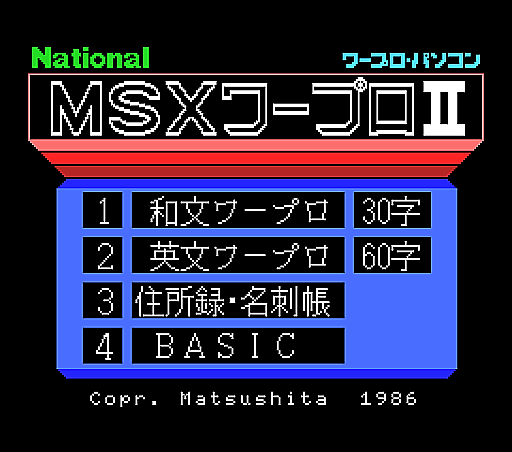 National ワープロ・パソコン
MSXワープロII
1 和文ワープロ 30字
2 英文ワープロ 60字
3 住所録・名刺帳
4 BASIC
Copr. Matsushita 1986